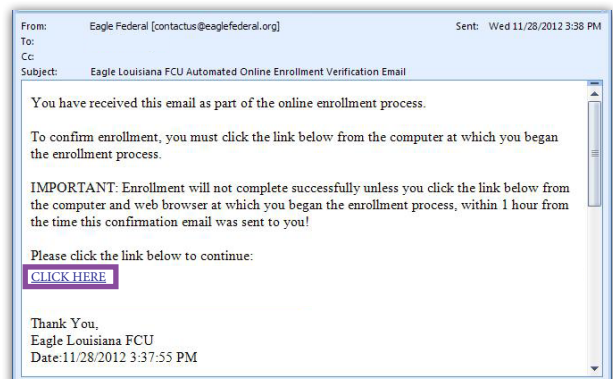 From: Eagle Federal [contactus@eaglefederal.org] Sent: Wed 11/28/2012 3:38 PM
To:
Cc:
Subject: Eagle Louisiana FCU Automated Online Enrollment Verification Email
You have received this email as part of the online enrollment process.
To confirm enrollment, you must click the link below from the computer at which you began
the enrollment process.
IMPORTANT: Enrollment will not complete successfully unless you click the link below from
the computer and web browser at which you began the enrollment process, within 1 hour from
the time this confirmation email was sent to you!
Please click the link below to continue:
CLICK HERE
Thank You,
Eagle Louisiana FCU
Date:11/28/2012 3:37:55 PM